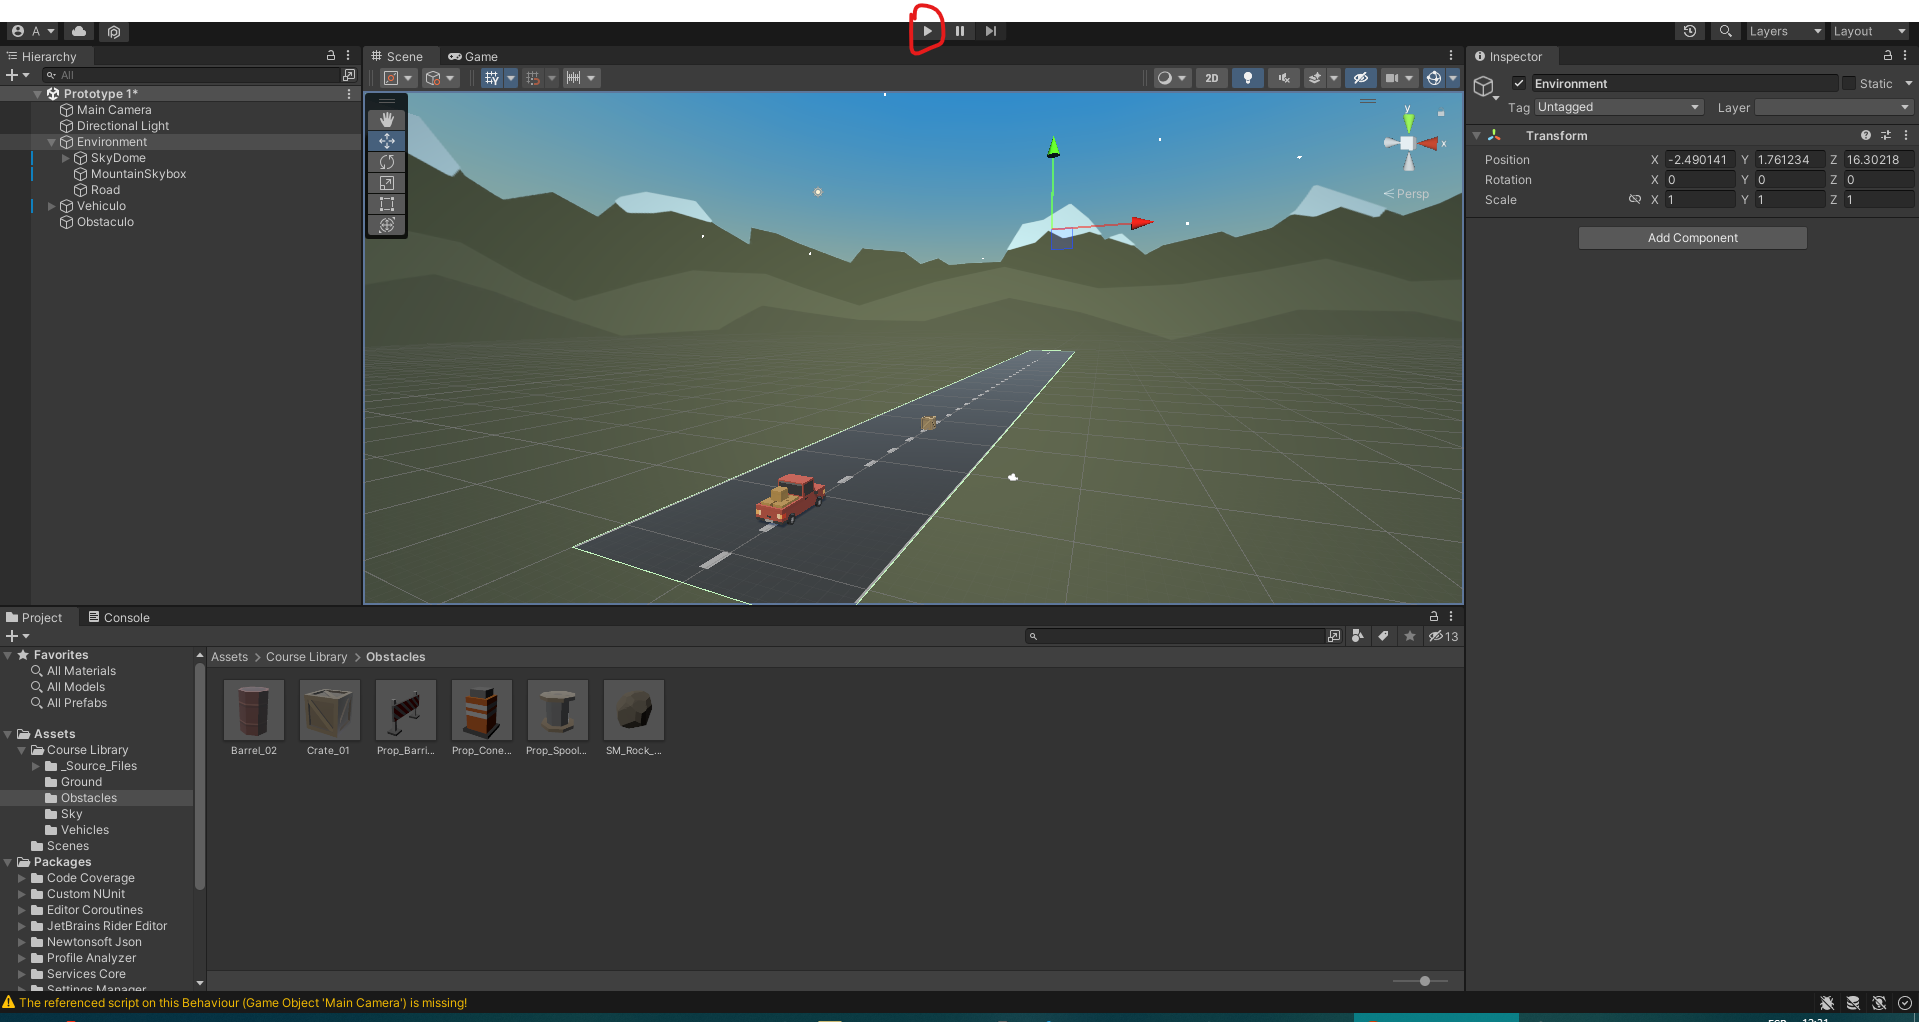 A
Layers
Layout
Hierarchy
Scene
Game
Inspector
All
2D
Environment
Static
Prototype 1*
Main Camera
Directional Light
Environment
SkyDome
MountainSkybox
Road
Vehiculo
Obstaculo
y
x
Persp
Tag Untagged
Layer
Transform
Position X -2.490141 Y 1.761234 Z 16.30218
Rotation X 0 Y 0 Z 0
Scale X 1 Y 1 Z 1
Add Component
Project
Console
13
Favorites
All Materials
All Models
All Prefabs
Assets
Course Library
_Source_Files
Ground
Obstacles
Sky
Vehicles
Scenes
Packages
Code Coverage
Custom NUnit
Editor Coroutines
JetBrains Rider Editor
Newtonsoft Json
Profile Analyzer
Services Core
Settings Manager
Assets > Course Library > Obstacles
Barrel_02
Crate_01
Prop_Barri...
Prop_Cone...
Prop_Spool...
SM_Rock_...
The referenced script on this Behaviour (Game Object 'Main Camera') is missing!